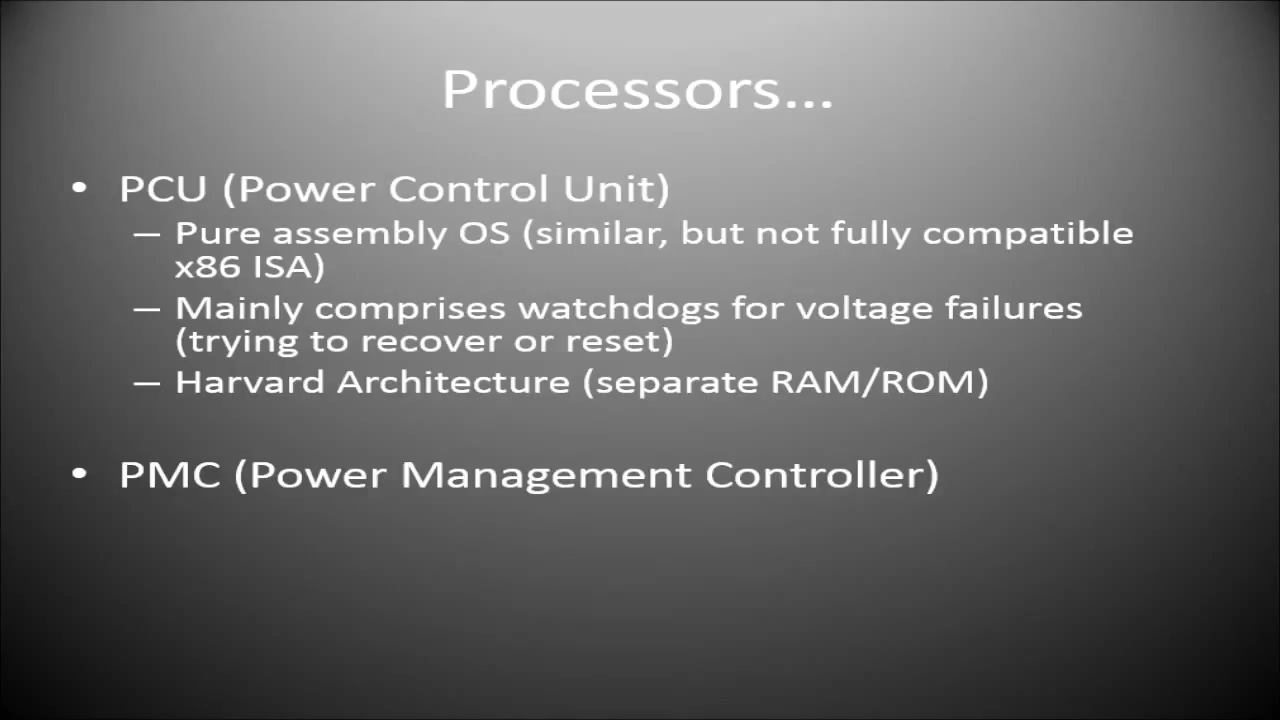 Processors...
• PCU (Power Control Unit)
– Pure assembly OS (similar, but not fully compatible
x86 ISA)
– Mainly comprises watchdogs for voltage failures
(trying to recover or reset)
– Harvard Architecture (separate RAM/ROM)
• PMC (Power Management Controller)